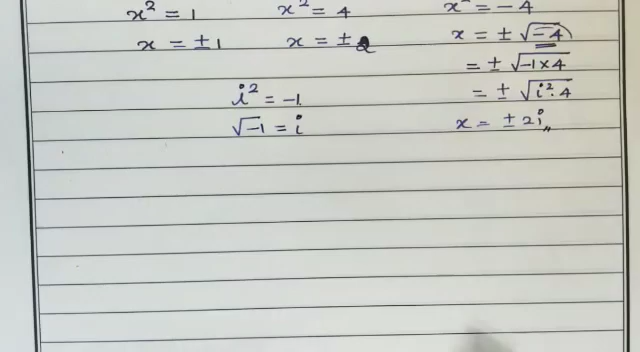 x² = 1
x = ±1
x² = 4
x = ±2
x² = -4
x = ± √-4
= ± √-1×4
= ± √i²·4
x = ± 2i,,
i² = -1
√-1 = i